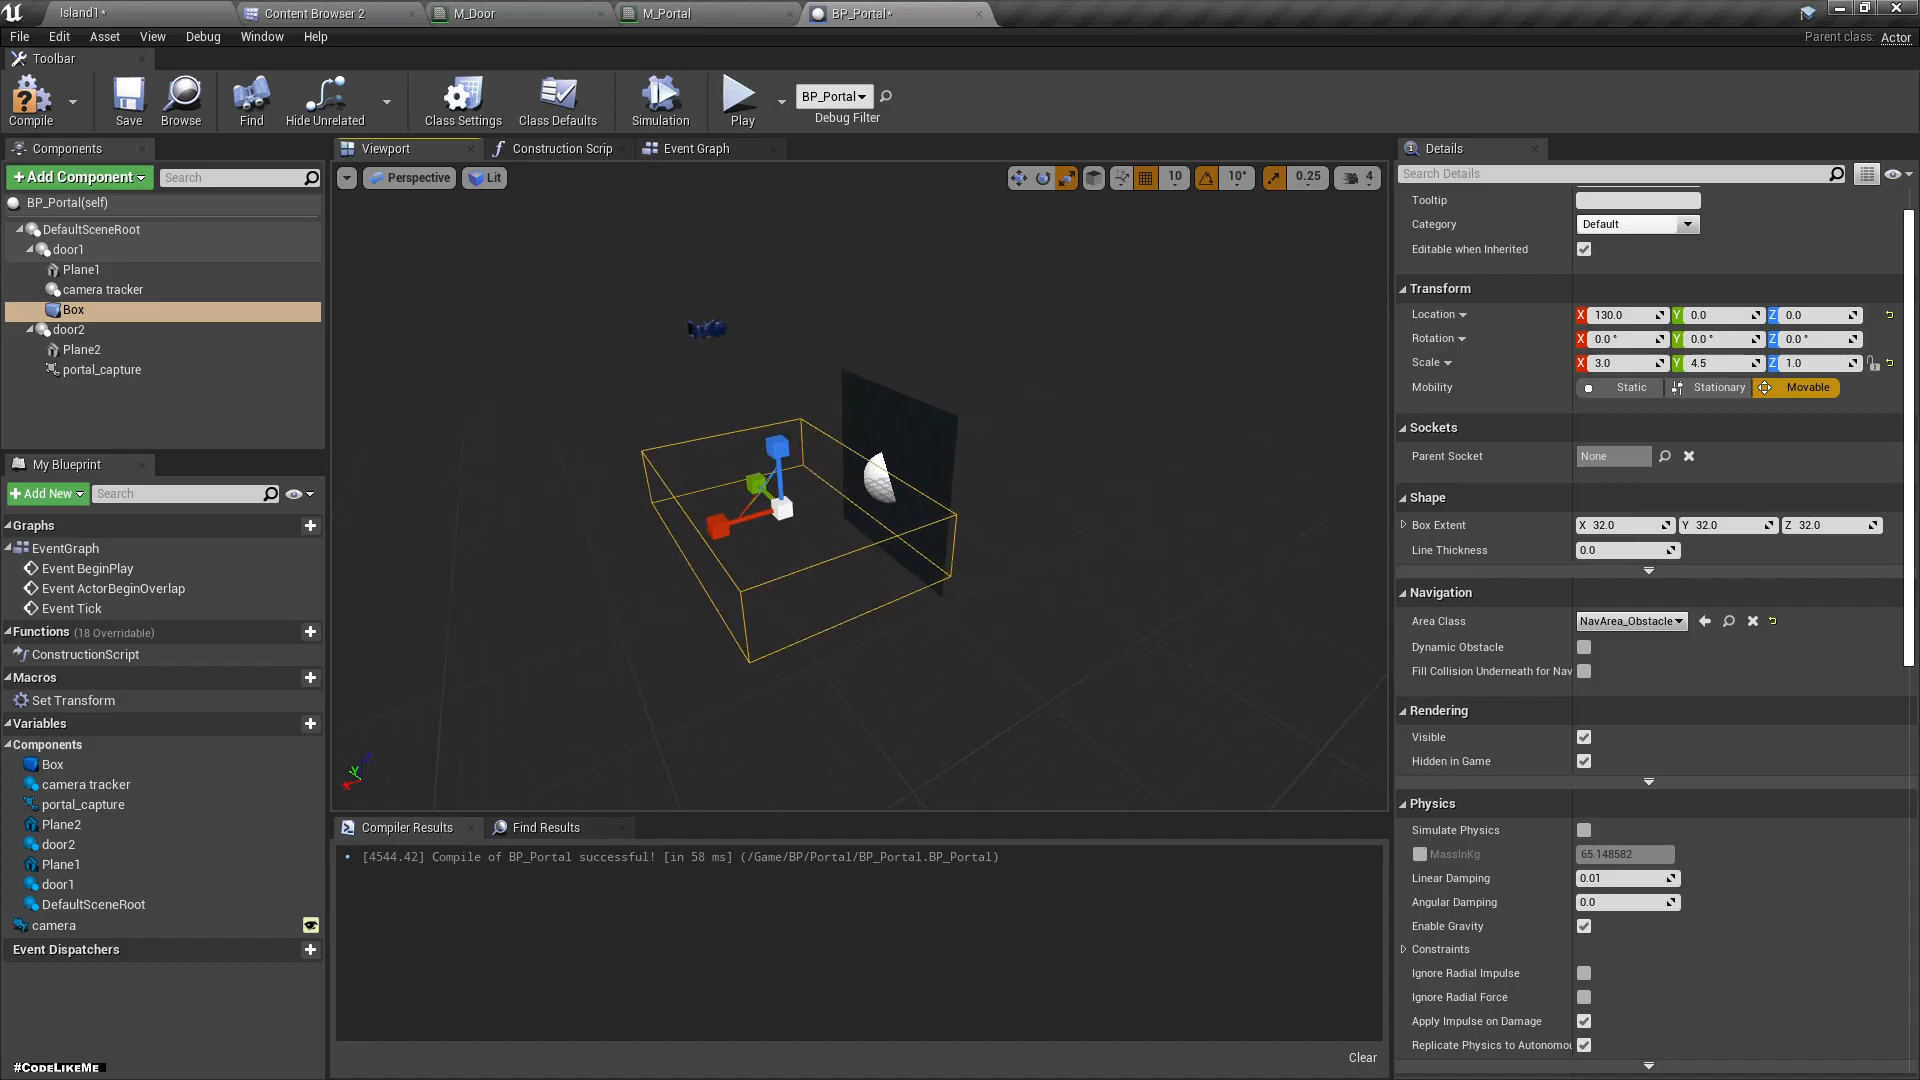 Island1*
Content Browser 2
M_Door
M_Portal
BP_Portal*
File Edit Asset View Debug Window Help
Parent class: Actor
Toolbar
Compile
Save
Browse
Find
Hide Unrelated
Class Settings
Class Defaults
Simulation
Play
BP_Portal
Debug Filter
Components
+ Add Component
Search
BP_Portal(self)
DefaultSceneRoot
door1
Plane1
camera tracker
Box
door2
Plane2
portal_capture
My Blueprint
+ Add New
Search
Graphs
EventGraph
Event BeginPlay
Event ActorBeginOverlap
Event Tick
Functions (18 Overridable)
ConstructionScript
Macros
Set Transform
Variables
Components
Box
camera tracker
portal_capture
Plane2
door2
Plane1
door1
DefaultSceneRoot
camera
Event Dispatchers
#CodeLikeMe
Viewport
Construction Scrip
Event Graph
Perspective
Lit
10
10°
0.25
4
Compiler Results
Find Results
[4544.42] Compile of BP_Portal successful! [in 58 ms] (/Game/BP/Portal/BP_Portal.BP_Portal)
Clear
Details
Search Details
Tooltip
Category Default
Editable when Inherited
Transform
Location X 130.0 Y 0.0 Z 0.0
Rotation X 0.0 ° Y 0.0 ° Z 0.0 °
Scale X 3.0 Y 4.5 Z 1.0
Mobility Static Stationary Movable
Sockets
Parent Socket None
Shape
Box Extent X 32.0 Y 32.0 Z 32.0
Line Thickness 0.0
Navigation
Area Class NavArea_Obstacle
Dynamic Obstacle
Fill Collision Underneath for Nav
Rendering
Visible
Hidden in Game
Physics
Simulate Physics
MassInKg 65.148582
Linear Damping 0.01
Angular Damping 0.0
Enable Gravity
Constraints
Ignore Radial Impulse
Ignore Radial Force
Apply Impulse on Damage
Replicate Physics to Autonomou